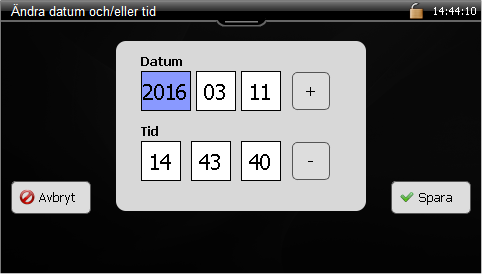 Ändra datum och/eller tid 14:44:10
Datum
2016 03 11 +
Tid
14 43 40 -
Avbryt Spara